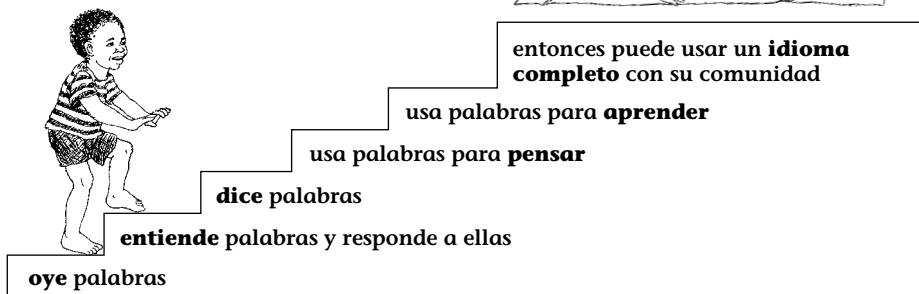 entonces puede usar un idioma
completo con su comunidad
usa palabras para aprender
usa palabras para pensar
dice palabras
entiende palabras y responde a ellas
oye palabras